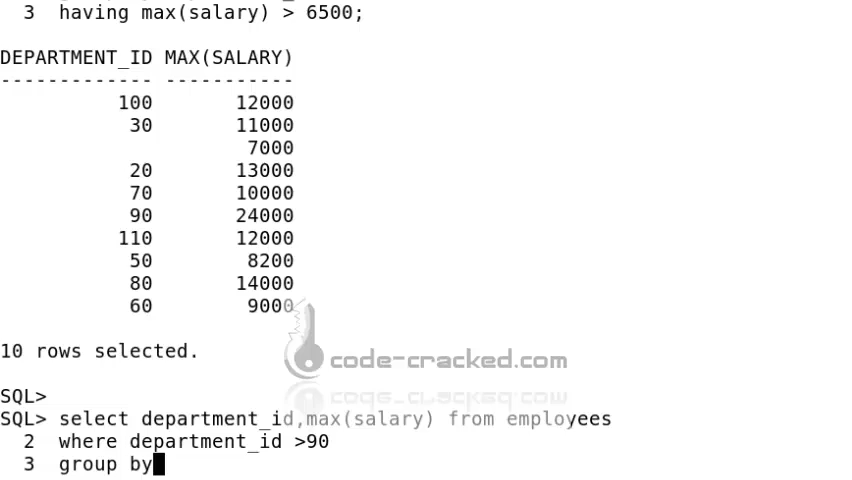 3  having max(salary) > 6500;
DEPARTMENT_ID MAX(SALARY)
------------- -----------
100 12000
30 11000
7000
20 13000
70 10000
90 24000
110 12000
50 8200
80 14000
60 9000
10 rows selected.
code-cracked.com
SQL>
SQL> select department_id,max(salary) from employees
2  where department_id >90
3  group by